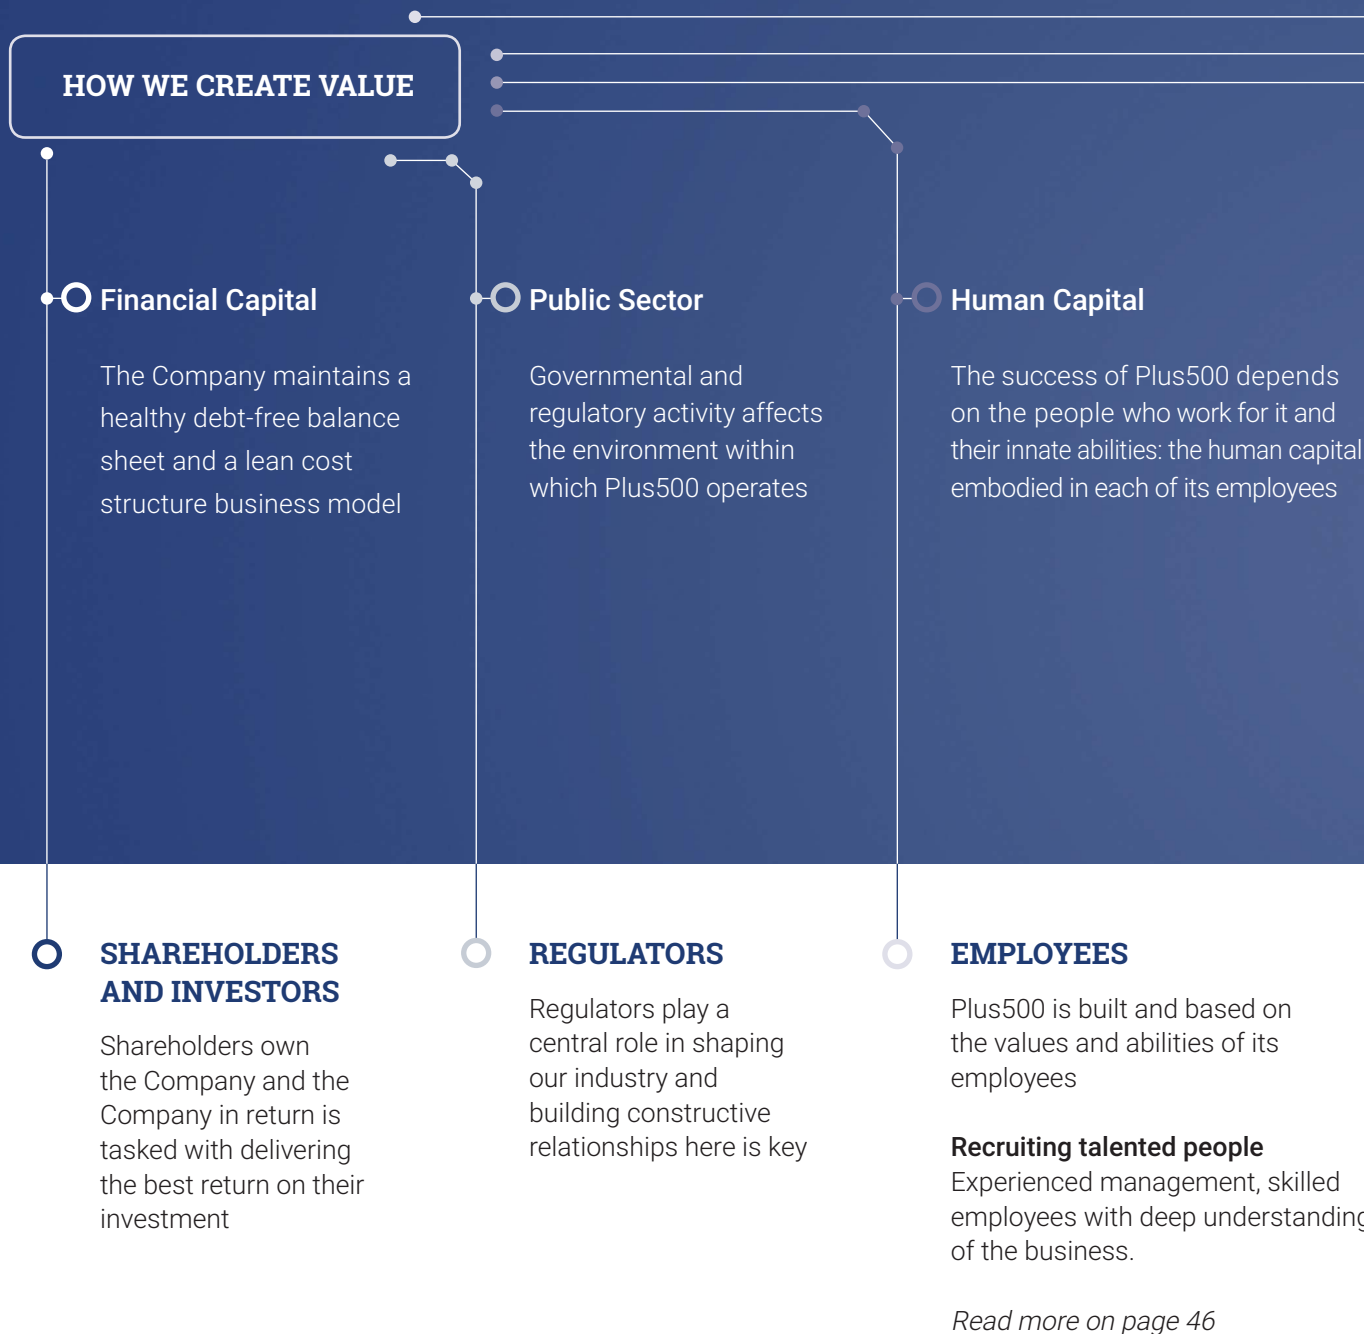 HOW WE CREATE VALUE
Financial Capital
The Company maintains a
healthy debt-free balance
sheet and a lean cost
structure business model
Public Sector
Governmental and
regulatory activity affects
the environment within
which Plus500 operates
Human Capital
The success of Plus500 depends
on the people who work for it and
their innate abilities: the human capital
embodied in each of its employees
SHAREHOLDERS
AND INVESTORS
Shareholders own
the Company and the
Company in return is
tasked with delivering
the best return on their
investment
REGULATORS
Regulators play a
central role in shaping
our industry and
building constructive
relationships here is key
EMPLOYEES
Plus500 is built and based on
the values and abilities of its
employees
Recruiting talented people
Experienced management, skilled
employees with deep understanding
of the business.
Read more on page 46